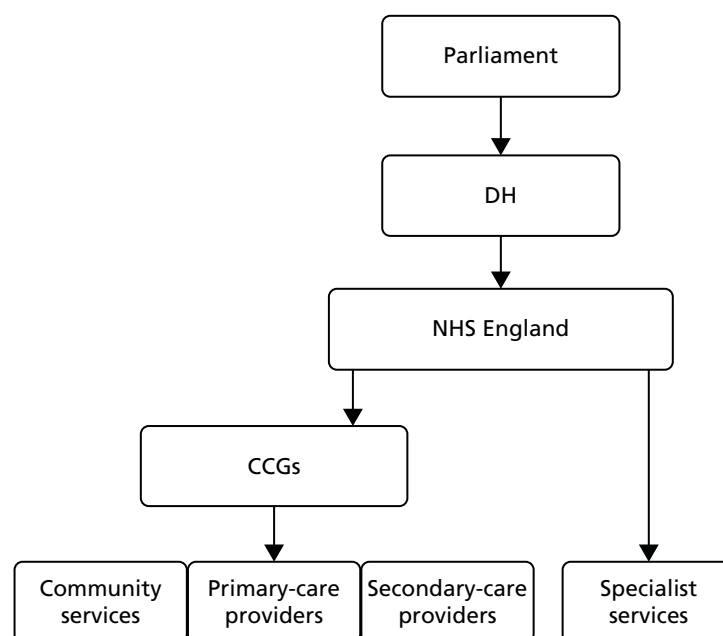 Parliament
DH
NHS England
CCGs
Community
services
Primary-care
providers
Secondary-care
providers
Specialist
services